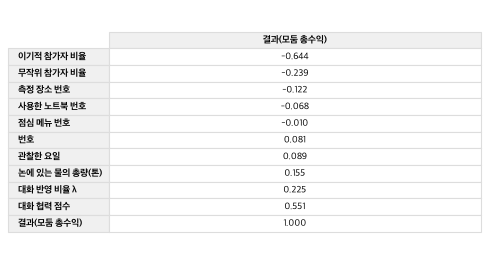 결과(모둠 총수익)
이기적 참가자 비율 -0.644
무작위 참가자 비율 -0.239
측정 장소 번호 -0.122
사용한 노트북 번호 -0.068
점심 메뉴 번호 -0.010
번호 0.081
관찰한 요일 0.089
논에 있는 물의 총량(톤) 0.155
대화 반영 비율 λ 0.225
대화 협력 점수 0.551
결과(모둠 총수익) 1.000